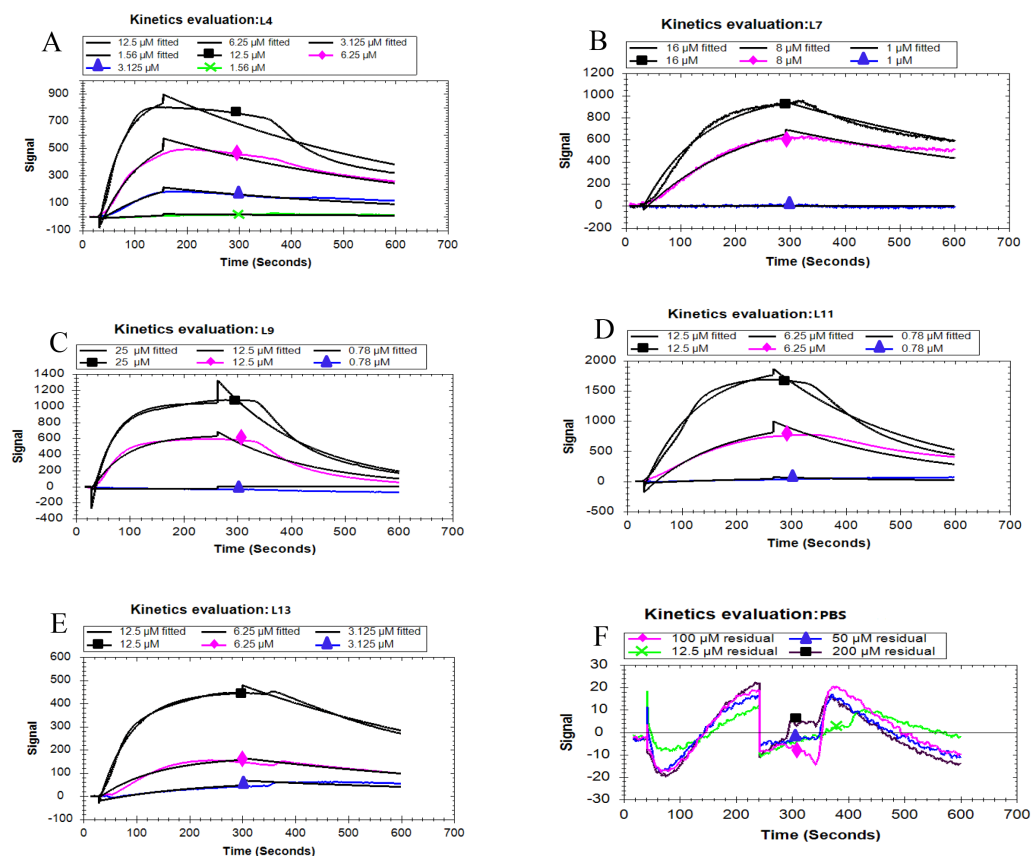 A
Kinetics evaluation:L4
12.5 µM fitted 6.25 µM fitted 3.125 µM fitted
1.56 µM fitted 12.5 µM 6.25 µM
3.125 µM 1.56 µM
900
700
500
300
100
-100
0 100 200 300 400 500 600 700
Signal
Time (Seconds)
B
Kinetics evaluation:L7
16 µM fitted 8 µM fitted 1 µM fitted
16 µM 8 µM 1 µM
1200
1000
800
600
400
200
0
-200
0 100 200 300 400 500 600 700
Signal
Time (Seconds)
C
Kinetics evaluation:L9
25 µM fitted 12.5 µM fitted 0.78 µM fitted
25 µM 12.5 µM 0.78 µM
1400
1200
1000
800
600
400
200
0
-200
-400
0 100 200 300 400 500 600 700
Signal
Time (Seconds)
D
Kinetics evaluation:L11
12.5 µM fitted 6.25 µM fitted 0.78 µM fitted
12.5 µM 6.25 µM 0.78 µM
2000
1500
1000
500
0
-500
0 100 200 300 400 500 600 700
Signal
Time (Seconds)
E
Kinetics evaluation:L13
12.5 µM fitted 6.25 µM fitted 3.125 µM fitted
12.5 µM 6.25 µM 3.125 µM
600
500
400
300
200
100
0
-100
0 100 200 300 400 500 600 700
Signal
Time (Seconds)
F
Kinetics evaluation:PBS
100 µM residual 50 µM residual
12.5 µM residual 200 µM residual
30
20
10
0
-10
-20
-30
0 100 200 300 400 500 600 700
Signal
Time (Seconds)